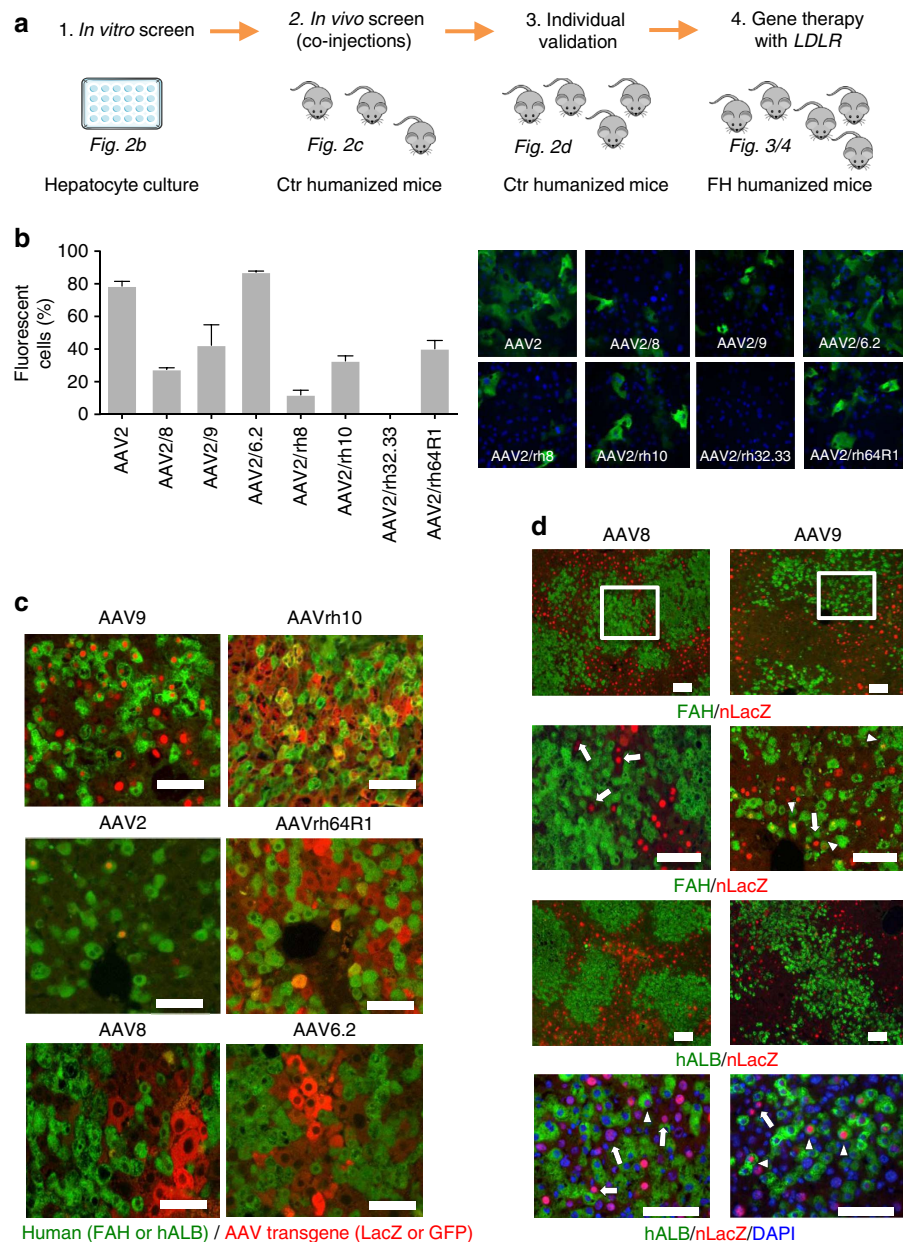 a
1. In vitro screen
2. In vivo screen
(co-injections)
3. Individual
validation
4. Gene therapy
with LDLR
Fig. 2b
Fig. 2c
Fig. 2d
Fig. 3/4
Hepatocyte culture
Ctr humanized mice
Ctr humanized mice
FH humanized mice
b
Fluorescent
cells (%)
100
80
60
40
20
0
AAV2
AAV2/8
AAV2/9
AAV2/6.2
AAV2/rh8
AAV2/rh10
AAV2/rh32.33
AAV2/rh64R1
AAV2
AAV2/8
AAV2/9
AAV2/6.2
AAV2/rh8
AAV2/rh10
AAV2/rh32.33
AAV2/rh64R1
c
AAV9
AAVrh10
AAV2
AAVrh64R1
AAV8
AAV6.2
Human (FAH or hALB) / AAV transgene (LacZ or GFP)
d
AAV8
AAV9
FAH/nLacZ
FAH/nLacZ
hALB/nLacZ
hALB/nLacZ/DAPI